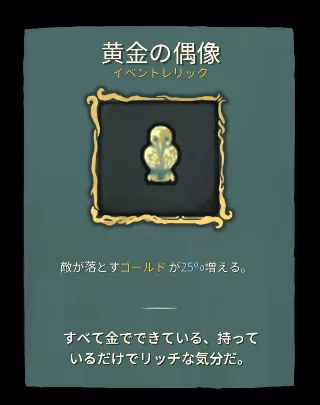 黄金の偶像
イベントレリック
敵が落とすゴールドが25%増える。
すべて金でできている、持って
いるだけでリッチな気分だ。